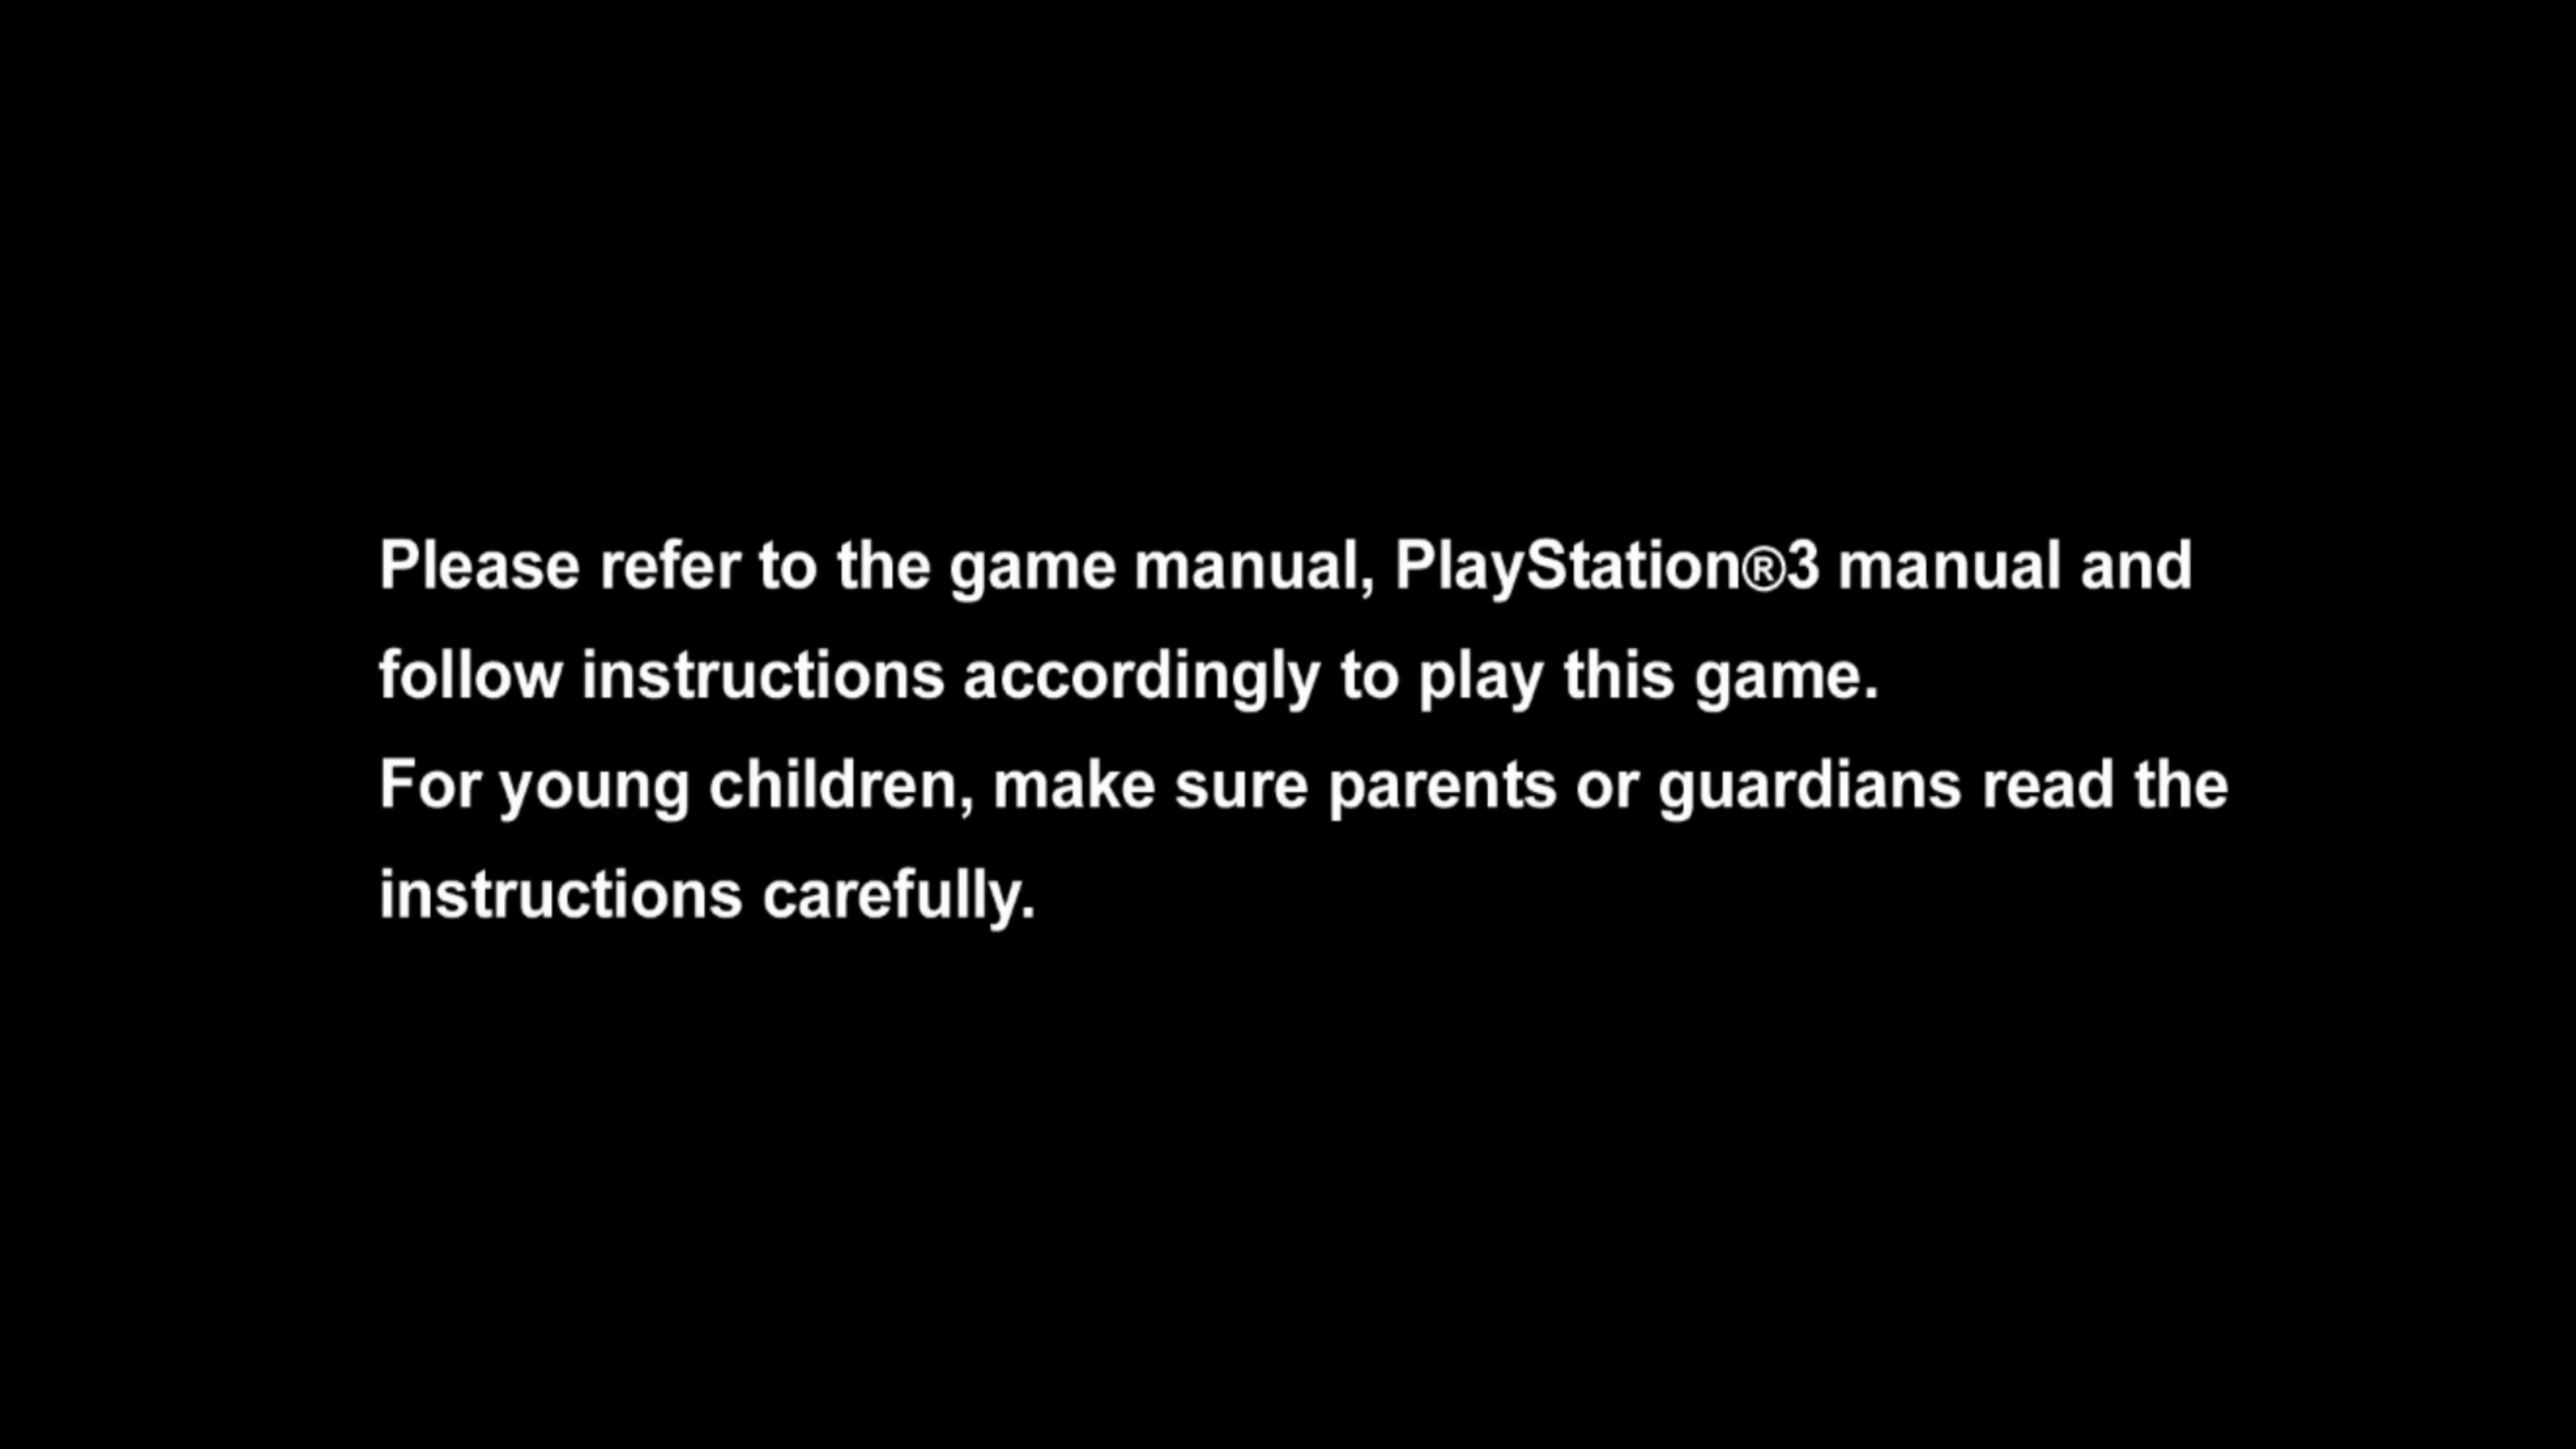 Please refer to the game manual, PlayStation®3 manual and
follow instructions accordingly to play this game.
For young children, make sure parents or guardians read the
instructions carefully.